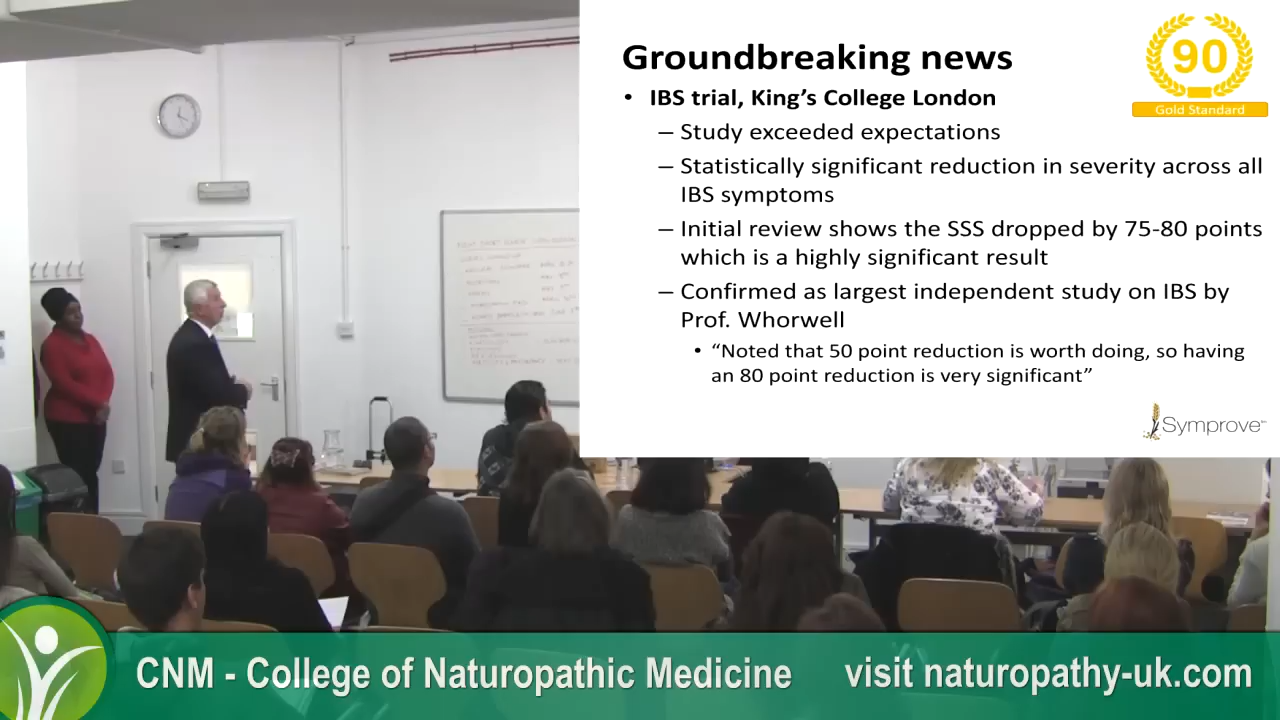 Groundbreaking news
90
Gold Standard
• IBS trial, King's College London
– Study exceeded expectations
– Statistically significant reduction in severity across all
IBS symptoms
– Initial review shows the SSS dropped by 75-80 points
which is a highly significant result
– Confirmed as largest independent study on IBS by
Prof. Whorwell
• “Noted that 50 point reduction is worth doing, so having
an 80 point reduction is very significant”
Symprove™
CNM - College of Naturopathic Medicine
visit naturopathy-uk.com